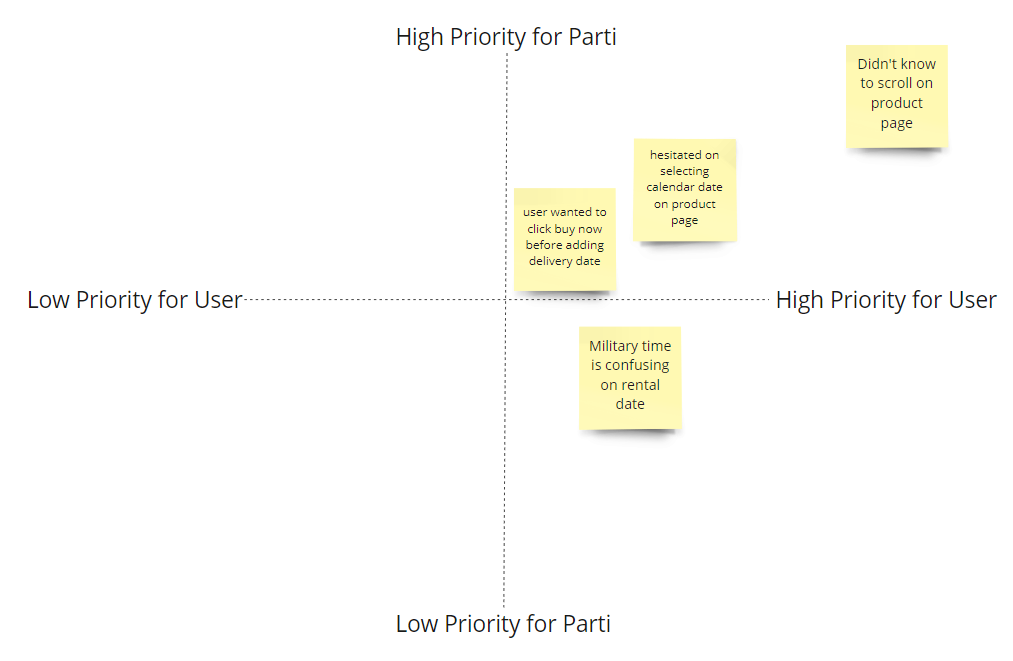 High Priority for Parti
Didn't know
to scroll on
product
page
hesitated on
selecting
calendar date
on product
page
user wanted to
click buy now
before adding
delivery date
Low Priority for User
High Priority for User
Military time
is confusing
on rental
date
Low Priority for Parti